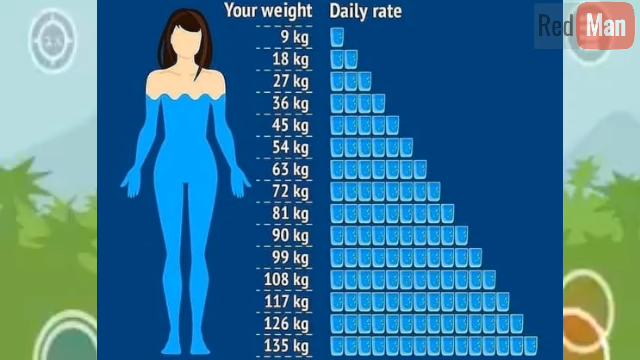 Your weight Daily rate
9 kg
18 kg
27 kg
36 kg
45 kg
54 kg
63 kg
72 kg
81 kg
90 kg
99 kg
108 kg
117 kg
126 kg
135 kg
Red Man